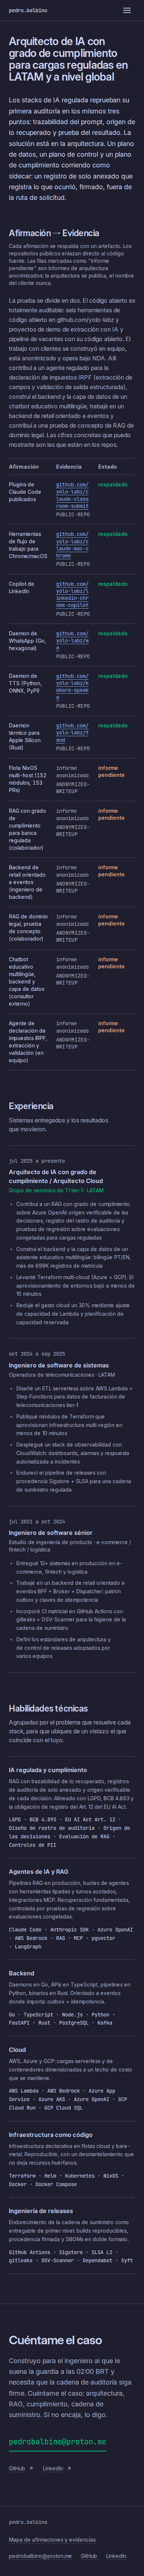 pedro.balbino
Arquitecto de IA con
grado de cumplimiento
para cargas reguladas en
LATAM y a nivel global
Los stacks de IA regulada reprueban su
primera auditoría en los mismos tres
puntos: trazabilidad del prompt, origen de
lo recuperado y prueba del resultado. La
solución está en la arquitectura. Un plano
de datos, un plano de control y un plano
de cumplimiento corriendo como
sidecar: un registro de solo anexado que
registra lo que ocurrió, firmado, fuera de
la ruta de solicitud.
Afirmación → Evidencia
Cada afirmación es respaldada con un artefacto. Los
repositorios públicos enlazan directo al código
fuente. Las filas marcadas como "informe
pendiente" son informes de arquitectura
anonimizados; la arquitectura se publica, el nombre
del cliente nunca.
La prueba se divide en dos. El código abierto es
totalmente auditable en github.com/yolo-labz y
proyectos de demo de extracción con IA y
pipeline de vacantes en su cuenta. El código de
trabajo con clientes se construyó en equipo,
está anonimizado y opera bajo NDA. Allí
contribuí a un agente regulado para la
declaración de impuestos IRPF (extracción de
campos y validación de salida estructurada),
construí el backend y la capa de datos de un
chatbot educativo multilingüe, trabajé en un
backend de retail orientado a eventos y
contribuí a una prueba de concepto de RAG de
dominio legal. Las cifras concretas que puedo
mostrarte son las que están en los repos.
Afirmación Evidencia Estado
Plugins de Claude Code publicados
github.com/yolo-labz/claude-classroom-submit
PUBLIC-REPO
respaldado
Herramientas de flujo de trabajo para Chrome/macOS
github.com/yolo-labz/claude-mac-chrome
PUBLIC-REPO
respaldado
Copilot de LinkedIn
github.com/yolo-labz/linkedin-chrome-copilot
PUBLIC-REPO
respaldado
Daemon de WhatsApp (Go, hexagonal)
github.com/yolo-labz/wa
PUBLIC-REPO
respaldado
Daemon de TTS (Python, ONNX, PyPI)
github.com/yolo-labz/kokoro-speakd
PUBLIC-REPO
respaldado
Daemon térmico para Apple Silicon (Rust)
github.com/yolo-labz/fand
PUBLIC-REPO
respaldado
Flota NixOS multi-host (152 módulos, 153 PRs)
informe anonimizado
ANONYMIZED-WRITEUP
informe pendiente
RAG con grado de cumplimiento para banca regulada (colaborador)
informe anonimizado
ANONYMIZED-WRITEUP
informe pendiente
Backend de retail orientado a eventos (ingeniero de backend)
informe anonimizado
ANONYMIZED-WRITEUP
informe pendiente
RAG de dominio legal, prueba de concepto (colaborador)
informe anonimizado
ANONYMIZED-WRITEUP
informe pendiente
Chatbot educativo multilingüe, backend y capa de datos (consultor externo)
informe anonimizado
ANONYMIZED-WRITEUP
informe pendiente
Agente de declaración de impuestos IRPF, extracción y validación (en equipo)
informe anonimizado
ANONYMIZED-WRITEUP
informe pendiente
Experiencia
Sistemas entregados y los resultados
que movieron.
jul 2025 a presente
Arquitecto de IA con grado de
cumplimiento / Arquitecto Cloud
Grupo de servicios de TI tier-1 · LATAM
Contribuí a una RAG con grado de cumplimiento
sobre Azure OpenAI: origen verificable de las
decisiones, registro del rastro de auditoría y
pruebas de regresión sobre evaluaciones
congeladas para cargas reguladas
Construí el backend y la capa de datos de un
asistente educativo multilingüe: bilingüe PT/EN,
más de 699K registros de matrícula
Levanté Terraform multi-cloud (Azure + GCP). El
aprovisionamiento de entornos bajó a menos de
10 minutos
Reduje el gasto cloud un 30% mediante ajuste
de capacidad de Lambda y planificación de
capacidad reservada
oct 2024 a sep 2025
Ingeniero de software de sistemas
Operadora de telecomunicaciones · LATAM
Diseñé un ETL serverless sobre AWS Lambda +
Step Functions para datos de facturación de
telecomunicaciones tier-1
Publiqué módulos de Terraform que
aprovisionan infraestructura multi-región en
menos de 10 minutos
Desplegué un stack de observabilidad con
CloudWatch: dashboards, alarmas y respuesta
automatizada a incidentes
Endurecí el pipeline de releases con
procedencia Sigstore + SLSA para una cadena
de suministro regulada
jul 2021 a oct 2024
Ingeniero de software sénior
Estudio de ingeniería de producto · e-commerce /
fintech / logística
Entregué 12+ sistemas en producción en e-
commerce, fintech y logística
Trabajé en un backend de retail orientado a
eventos BFF + Broker + Dispatcher: patrón
outbox y claves de idempotencia
Incorporé CI matricial en GitHub Actions con
gitleaks + OSV-Scanner para la higiene de la
cadena de suministro
Definí los estándares de arquitectura y
de control de releases adoptados por
varios equipos
Habilidades técnicas
Agrupadas por el problema que resuelve cada
stack, para que ubiques de un vistazo el que
coincide con el tuyo.
IA regulada y cumplimiento
RAG con trazabilidad de lo recuperado, registros
de auditoría de solo anexado y origen verificable
de cada decisión. Alineado con LGPD, BCB 4.893 y
la obligación de registro del Art. 12 del EU AI Act.
LGPD · BCB 4.893 · EU AI Act Art. 12 ·
Diseño de rastro de auditoría · Origen de
las decisiones · Evaluación de RAG ·
Controles de PII
Agentes de IA y RAG
Pipelines RAG en producción, bucles de agentes
con herramientas tipadas y turnos acotados,
integraciones MCP. Recuperación fundamentada,
controlada por pruebas de regresión sobre
evaluaciones congeladas.
Claude Code · Anthropic SDK · Azure OpenAI
· AWS Bedrock · RAG · MCP · pgvector
· LangGraph
Backend
Daemons en Go, APIs en TypeScript, pipelines en
Python, binarios en Rust. Orientado a eventos
donde importa: outbox + idempotencia.
Go · TypeScript · Node.js · Python ·
FastAPI · Rust · PostgreSQL · Kafka
Cloud
AWS, Azure y GCP: cargas serverless y de
contenedores dimensionadas a un techo de costo
que se mantiene.
AWS Lambda · AWS Bedrock · Azure App
Service · Azure AKS · Azure OpenAI · GCP
Cloud Run · GCP Cloud SQL
Infraestructura como código
Infraestructura declarativa en flotas cloud y bare-
metal. Reproducible, con un desmantelamiento que
no deja recursos huérfanos.
Terraform · Helm · Kubernetes · NixOS ·
Docker · Docker Compose
Ingeniería de releases
Endurecimiento de la cadena de suministro como
entregable de primer nivel: builds reproducibles,
procedencia firmada y SBOMs en doble formato.
GitHub Actions · Sigstore · SLSA L2 ·
gitleaks · OSV-Scanner · Dependabot · Syft
Cuéntame el caso
Construyo para el ingeniero al que le
suena la guardia a las 02:00 BRT y
necesita que la cadena de auditoría siga
firme. Cuéntame el caso: arquitectura,
RAG, cumplimiento, cadena de
suministro. Si no encaja, lo digo.
pedrobalbino@proton.me
GitHub ↗ LinkedIn ↗
pedro.balbino
Mapa de afirmaciones y evidencias
pedrobalbino@proton.me GitHub LinkedIn